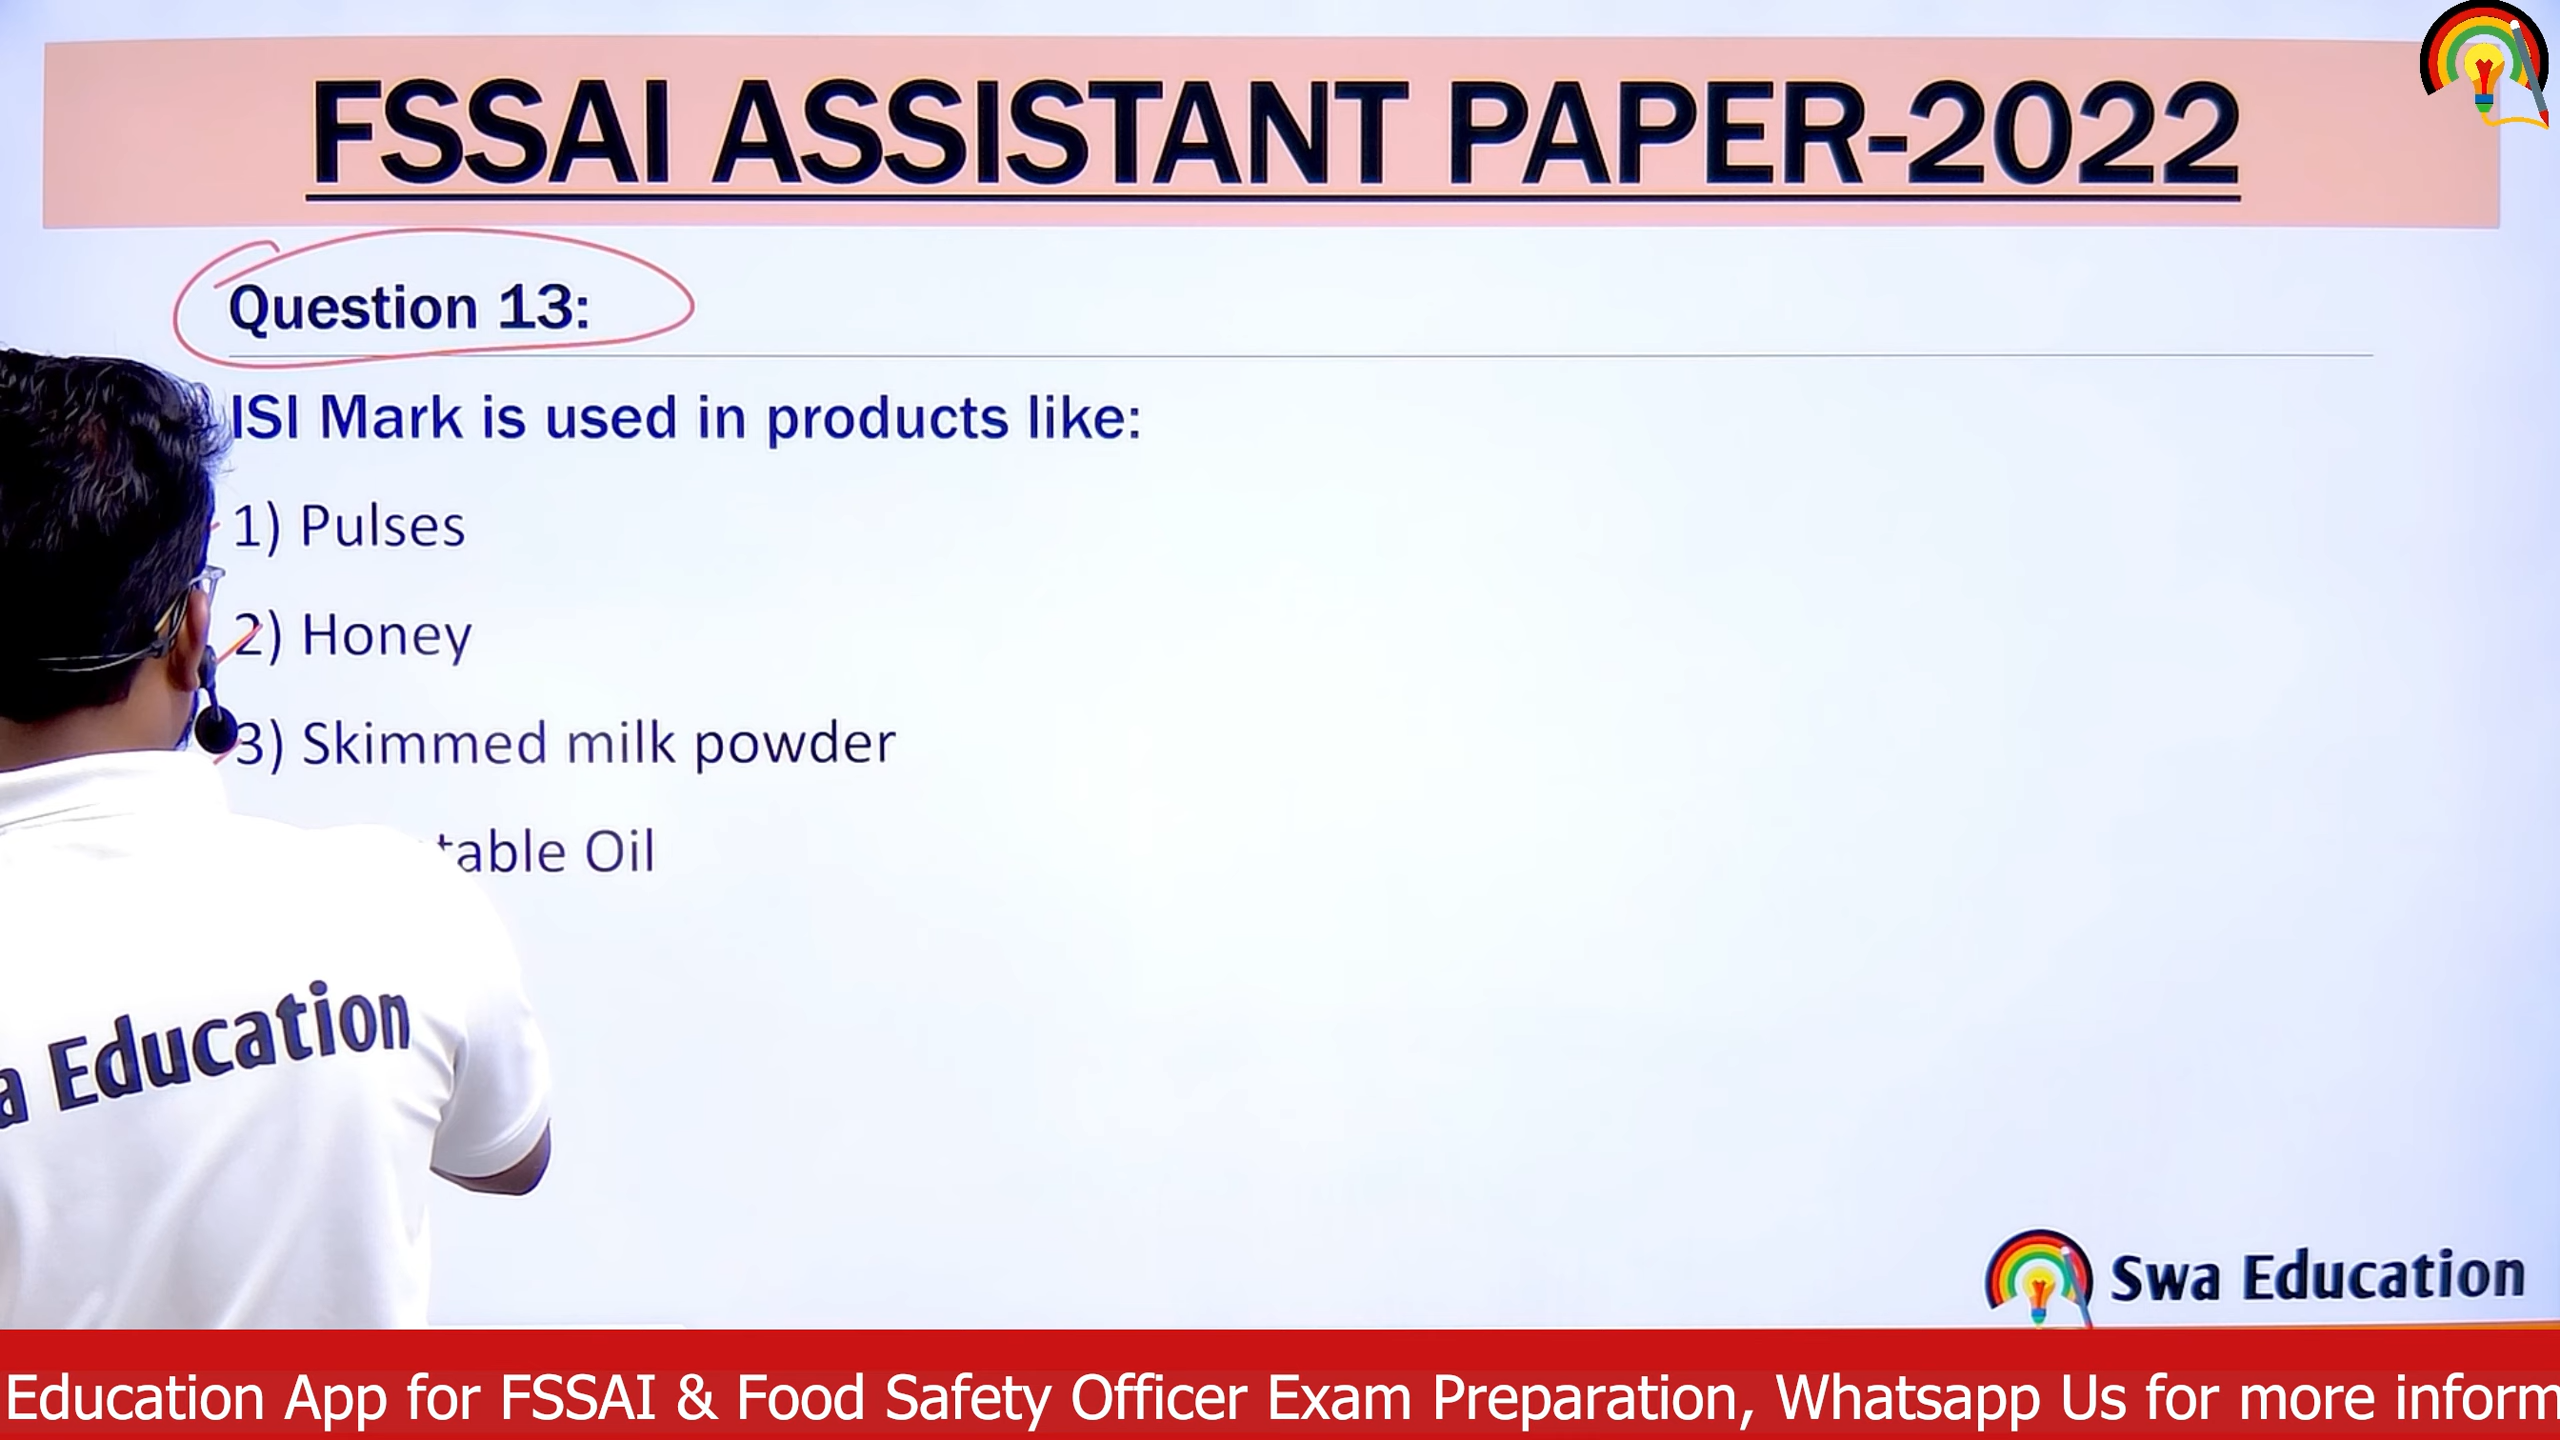 FSSAI ASSISTANT PAPER-2022
Question 13:
ISI Mark is used in products like:
1) Pulses
2) Honey
3) Skimmed milk powder
Oil
Education
Swa Education
Education App for FSSAI & Food Safety Officer Exam Preparation, Whatsapp Us for more